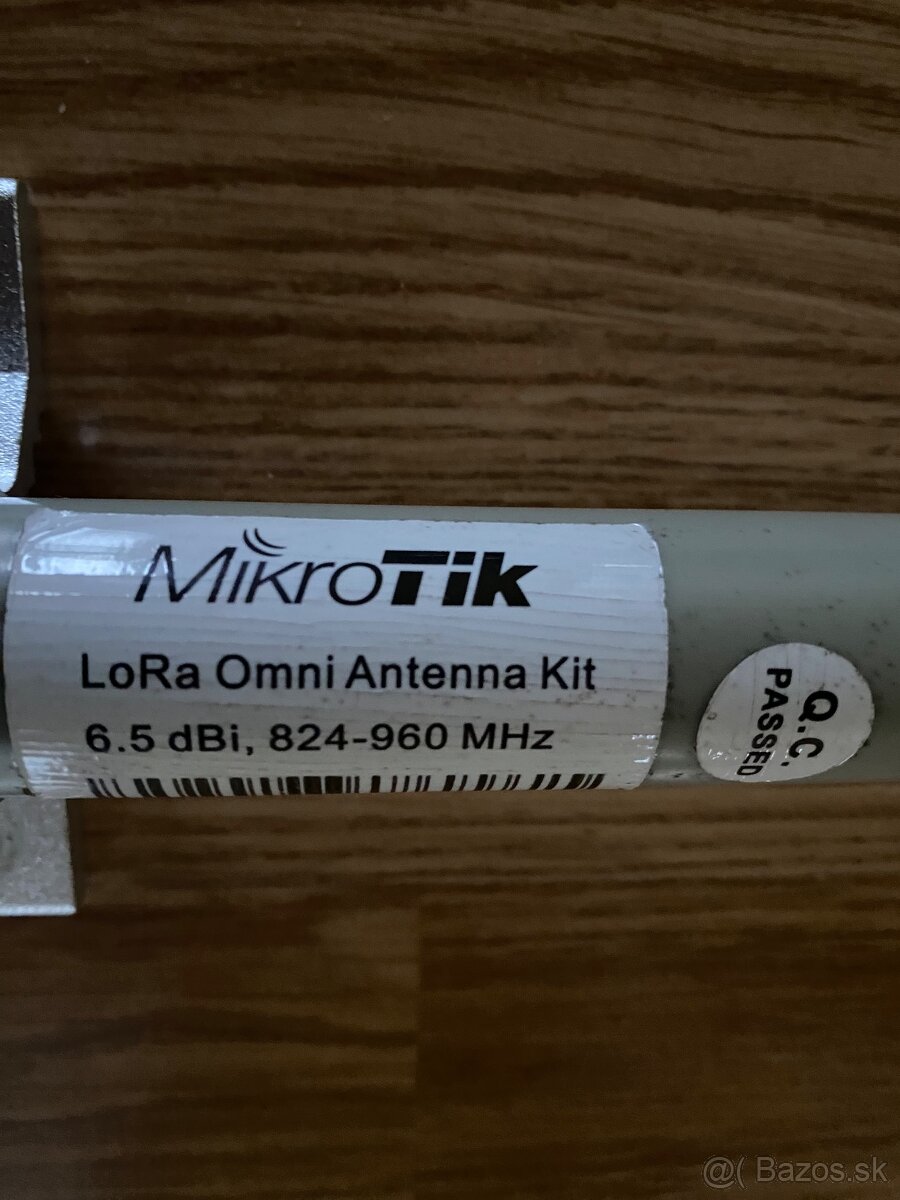 MikroTik
LoRa Omni Antenna Kit
6.5 dBi, 824-960 MHz
Q.C.
PASSED
@( Bazos.sk